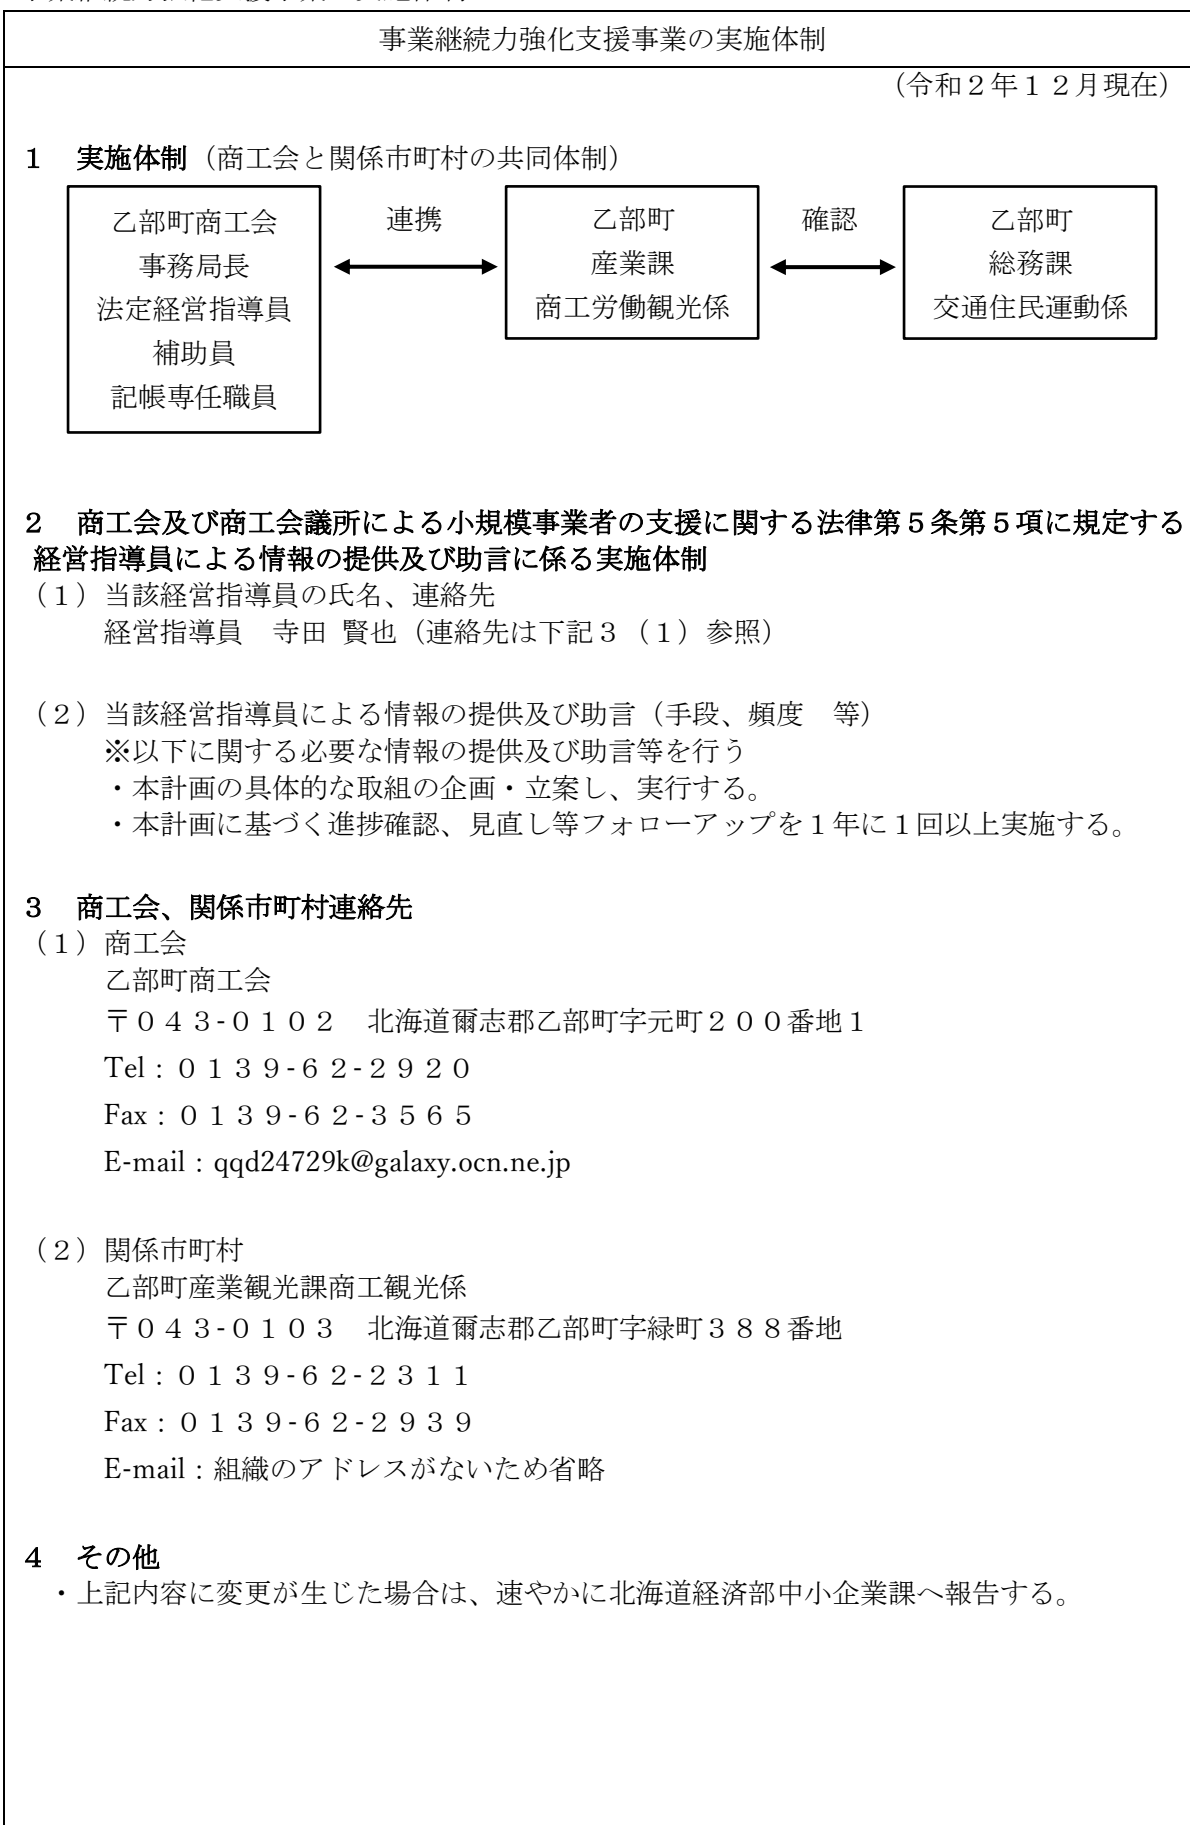 事業継続力強化支援事業の実施体制
（令和２年１２月現在）
１　実施体制（商工会と関係市町村の共同体制）
乙部町商工会
事務局長
法定経営指導員
補助員
記帳専任職員
連携
乙部町
産業課
商工労働観光係
確認
乙部町
総務課
交通住民運動係
２　商工会及び商工会議所による小規模事業者の支援に関する法律第５条第５項に規定する
経営指導員による情報の提供及び助言に係る実施体制
（１）当該経営指導員の氏名、連絡先
経営指導員　寺田 賢也（連絡先は下記３（１）参照）
（２）当該経営指導員による情報の提供及び助言（手段、頻度　等）
※以下に関する必要な情報の提供及び助言等を行う
・本計画の具体的な取組の企画・立案し、実行する。
・本計画に基づく進捗確認、見直し等フォローアップを１年に１回以上実施する。
３　商工会、関係市町村連絡先
（１）商工会
乙部町商工会
〒０４３-０１０２　北海道爾志郡乙部町字元町２００番地１
Tel：０１３９-６２-２９２０
Fax：０１３９-６２-３５６５
E-mail：qqd24729k@galaxy.ocn.ne.jp
（２）関係市町村
乙部町産業観光課商工観光係
〒０４３-０１０３　北海道爾志郡乙部町字緑町３８８番地
Tel：０１３９-６２-２３１１
Fax：０１３９-６２-２９３９
E-mail：組織のアドレスがないため省略
４　その他
・上記内容に変更が生じた場合は、速やかに北海道経済部中小企業課へ報告する。